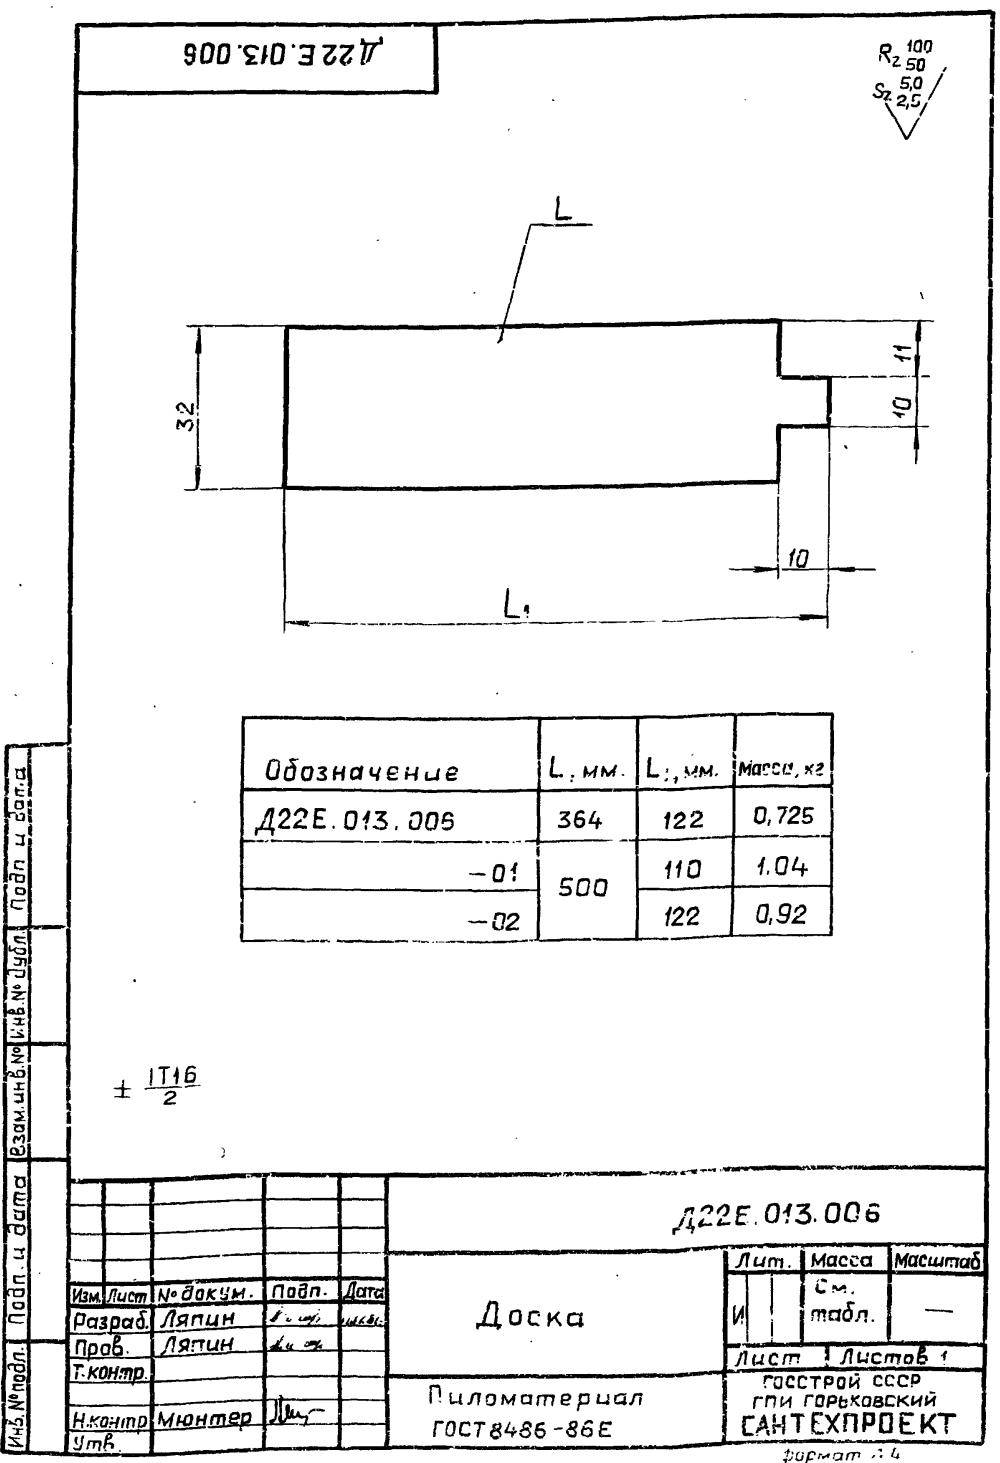 Д22Е.013.006
Rz 100
50
Sz 5,0
2,5
L
32
11
10
10
L₁
Обозначение L, мм. L₁, мм. Масса, кг
Д22Е.013.006 364 122 0,725
-01 500 110 1.04
-02 122 0,92
± IT16
2
Инв.№ подл. Подп. и дата Взам.инв.№ Инв.№ дубл. Подп и дата
Д22Е.013.006
Изм. Лист № докум. Подп. Дата
Разраб. Ляпин
Пров. Ляпин
Т.контр.
Н.контр Мюнтер
Утв.
Доска
Лит. Масса Масштаб
И См. табл. —
Лист 1 Листов 1
Пиломатериал
ГОСТ 8486-86Е
ГОССТРОЙ СССР
ГПИ ГОРЬКОВСКИЙ
САНТЕХПРОЕКТ
формат А4